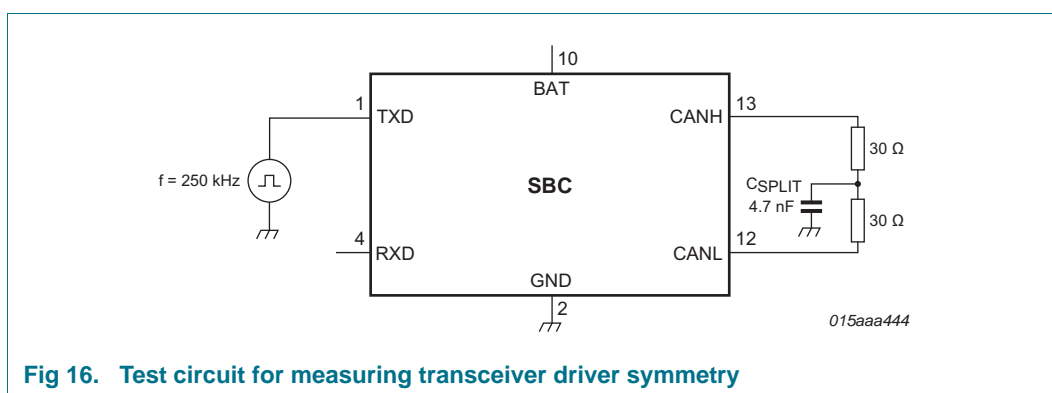 10
BAT
1
TXD
CANH
13
30 Ω
f = 250 kHz
SBC
CSPLIT
4.7 nF
30 Ω
4
RXD
CANL
12
GND
2
015aaa444
Fig 16. Test circuit for measuring transceiver driver symmetry